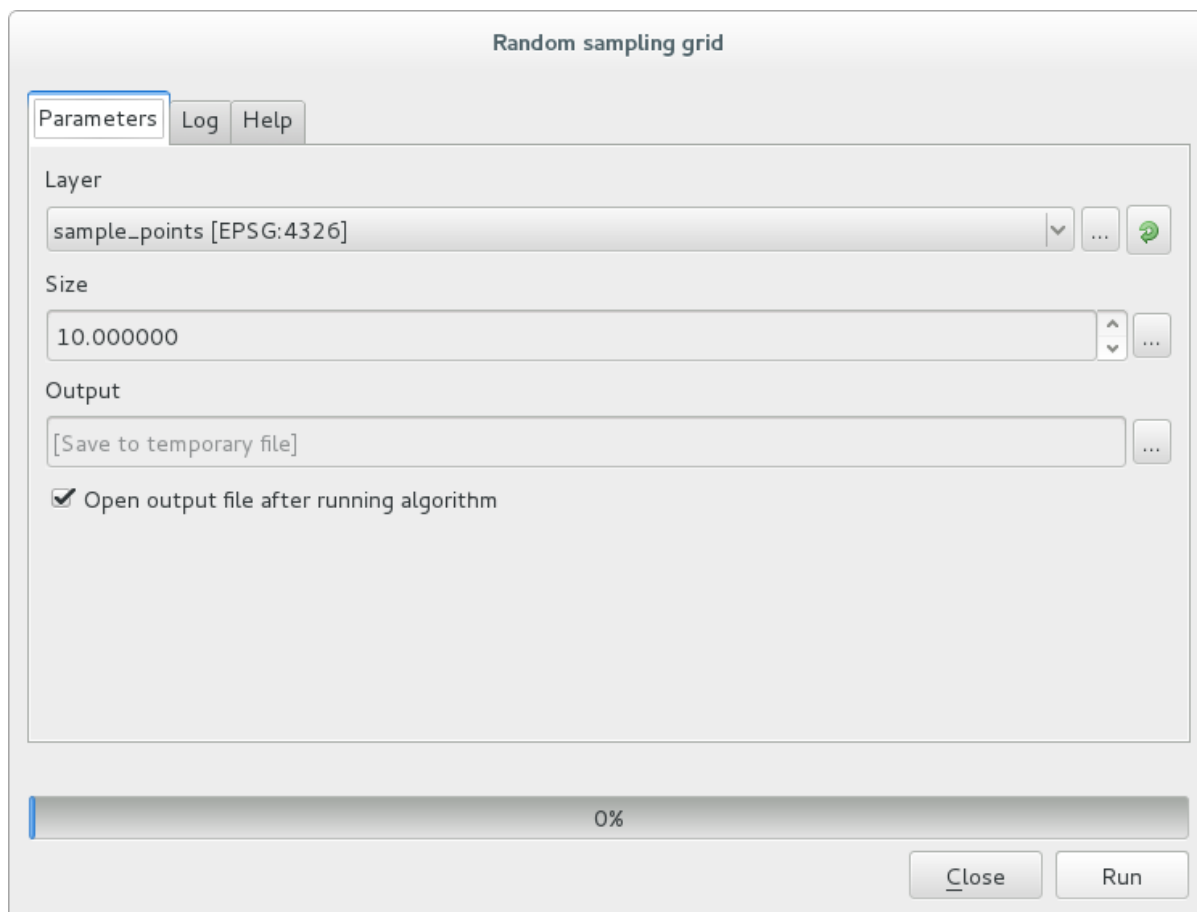 Random sampling grid
Parameters Log Help
Layer
sample_points [EPSG:4326] ...
Size
10.000000 ...
Output
[Save to temporary file] ...
Open output file after running algorithm
0%
Close Run